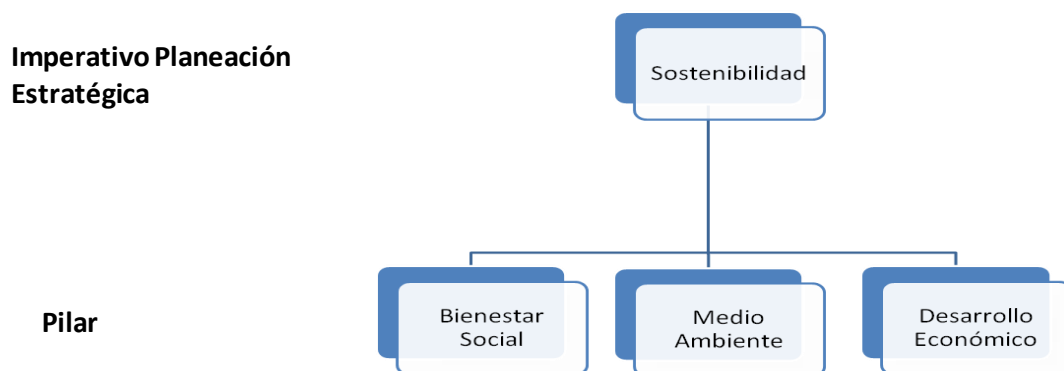 Imperativo Planeación
Estratégica
Sostenibilidad
Pilar
Bienestar
Social
Medio
Ambiente
Desarrollo
Económico